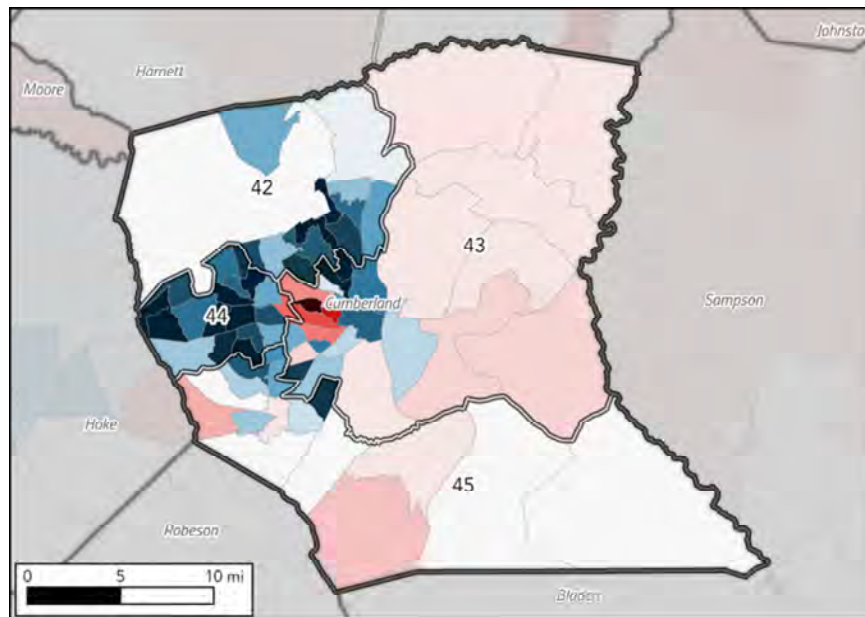 Johnsto
Harnett
Moore
42
43
Cumberland
Sampson
44
Hoke
45
Robeson
0 5 10 mi
Bladen